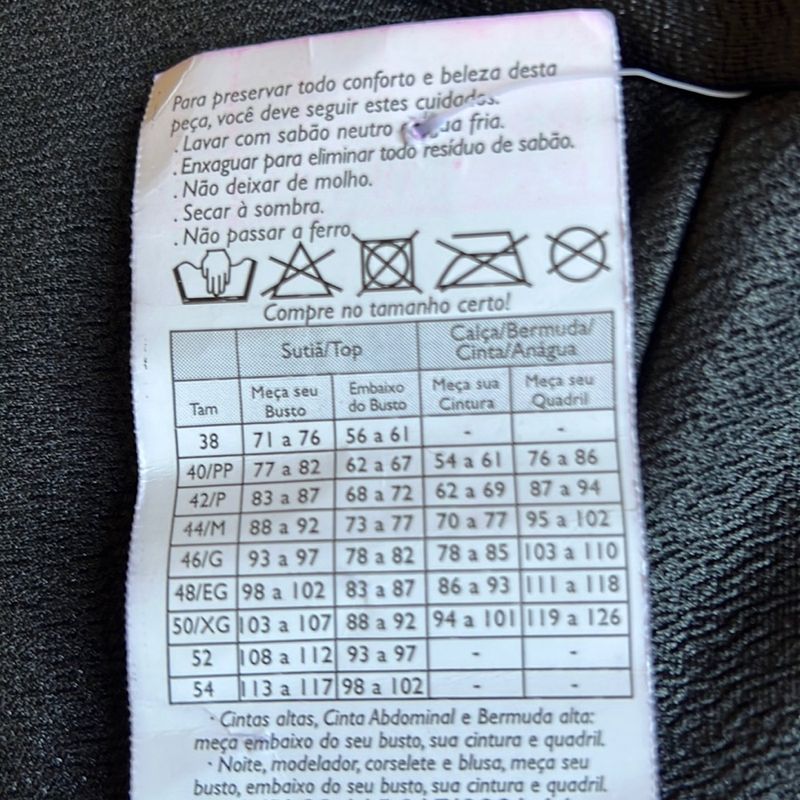 Para preservar todo conforto e beleza desta
peça, você deve seguir estes cuidados.
. Lavar com sabão neutro fria.
. Enxaguar para eliminar todo resíduo de sabão.
. Não deixar de molho.
. Secar à sombra.
. Não passar a ferro.
Compre no tamanho certo!
Sutiã/Top Calça/Bermuda/
Cinta/Anágua
Tam Meça seu Busto Embaixo do Busto Meça sua Cintura Meça seu Quadril
38 71 a 76 56 a 61 - -
40/PP 77 a 82 62 a 67 54 a 61 76 a 86
42/P 83 a 87 68 a 72 62 a 69 87 a 94
44/M 88 a 92 73 a 77 70 a 77 95 a 102
46/G 93 a 97 78 a 82 78 a 85 103 a 110
48/EG 98 a 102 83 a 87 86 a 93 111 a 118
50/XG 103 a 107 88 a 92 94 a 101 119 a 126
52 108 a 112 93 a 97 - -
54 113 a 117 98 a 102 - -
· Cintas altas, Cinta Abdominal e Bermuda alta:
meça embaixo do seu busto, sua cintura e quadril.
· Noite, modelador, corselete e blusa, meça seu
busto, embaixo do seu busto, sua cintura e quadril.